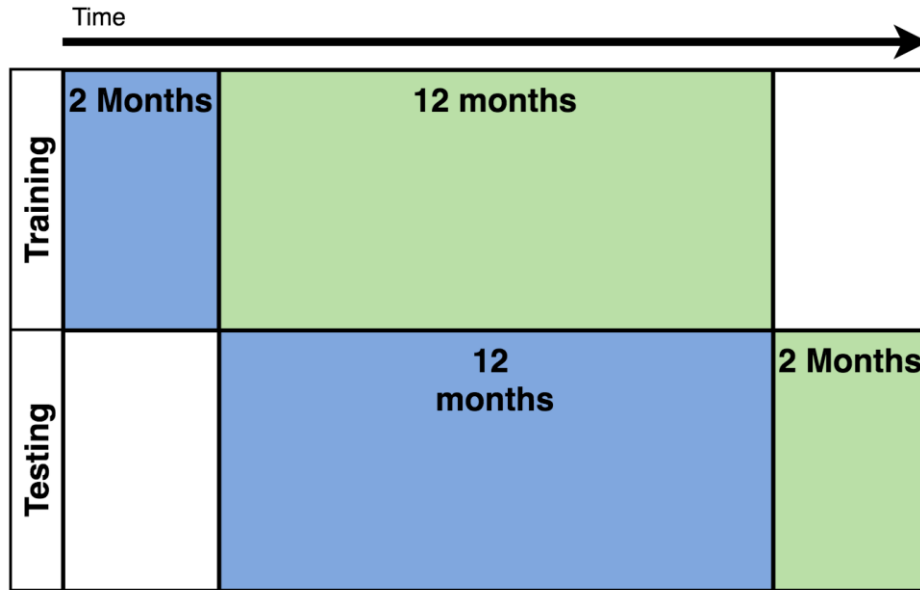 Time
Training
2 Months
12 months
Testing
12
months
2 Months